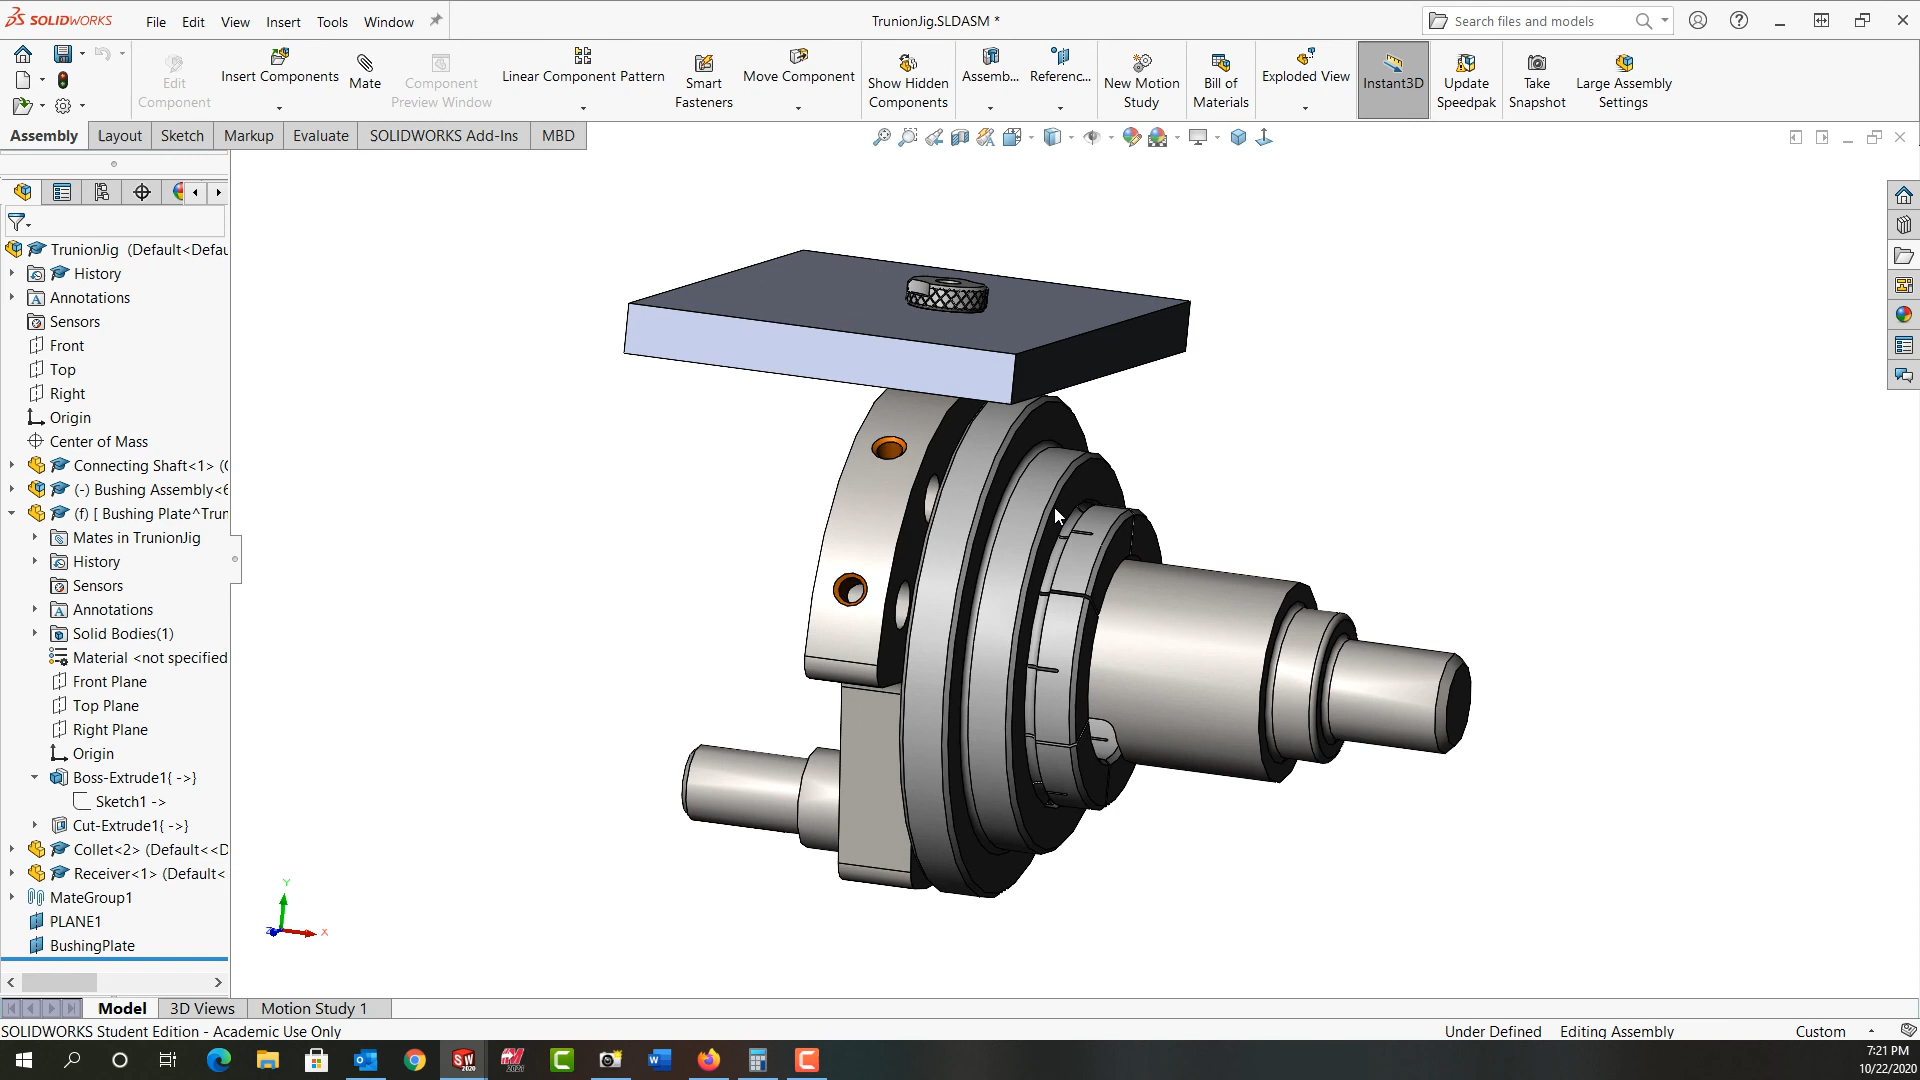 SOLIDWORKS
File Edit View Insert Tools Window
TrunionJig.SLDASM *
Search files and models
Edit Component
Insert Components
Mate
Component Preview Window
Linear Component Pattern
Smart Fasteners
Move Component
Show Hidden Components
Assemb...
Referenc...
New Motion Study
Bill of Materials
Exploded View
Instant3D
Update Speedpak
Take Snapshot
Large Assembly Settings
Assembly Layout Sketch Markup Evaluate SOLIDWORKS Add-Ins MBD
TrunionJig (Default<Defau
History
Annotations
Sensors
Front
Top
Right
Origin
Center of Mass
Connecting Shaft<1> (
(-) Bushing Assembly<6
(f) [ Bushing Plate^Trun
Mates in TrunionJig
History
Sensors
Annotations
Solid Bodies(1)
Material <not specified
Front Plane
Top Plane
Right Plane
Origin
Boss-Extrude1{ ->}
Sketch1 ->
Cut-Extrude1{ ->}
Collet<2> (Default<<D
Receiver<1> (Default<
MateGroup1
PLANE1
BushingPlate
Y
Z X
Model 3D Views Motion Study 1
SOLIDWORKS Student Edition - Academic Use Only
Under Defined Editing Assembly Custom
7:21 PM
10/22/2020